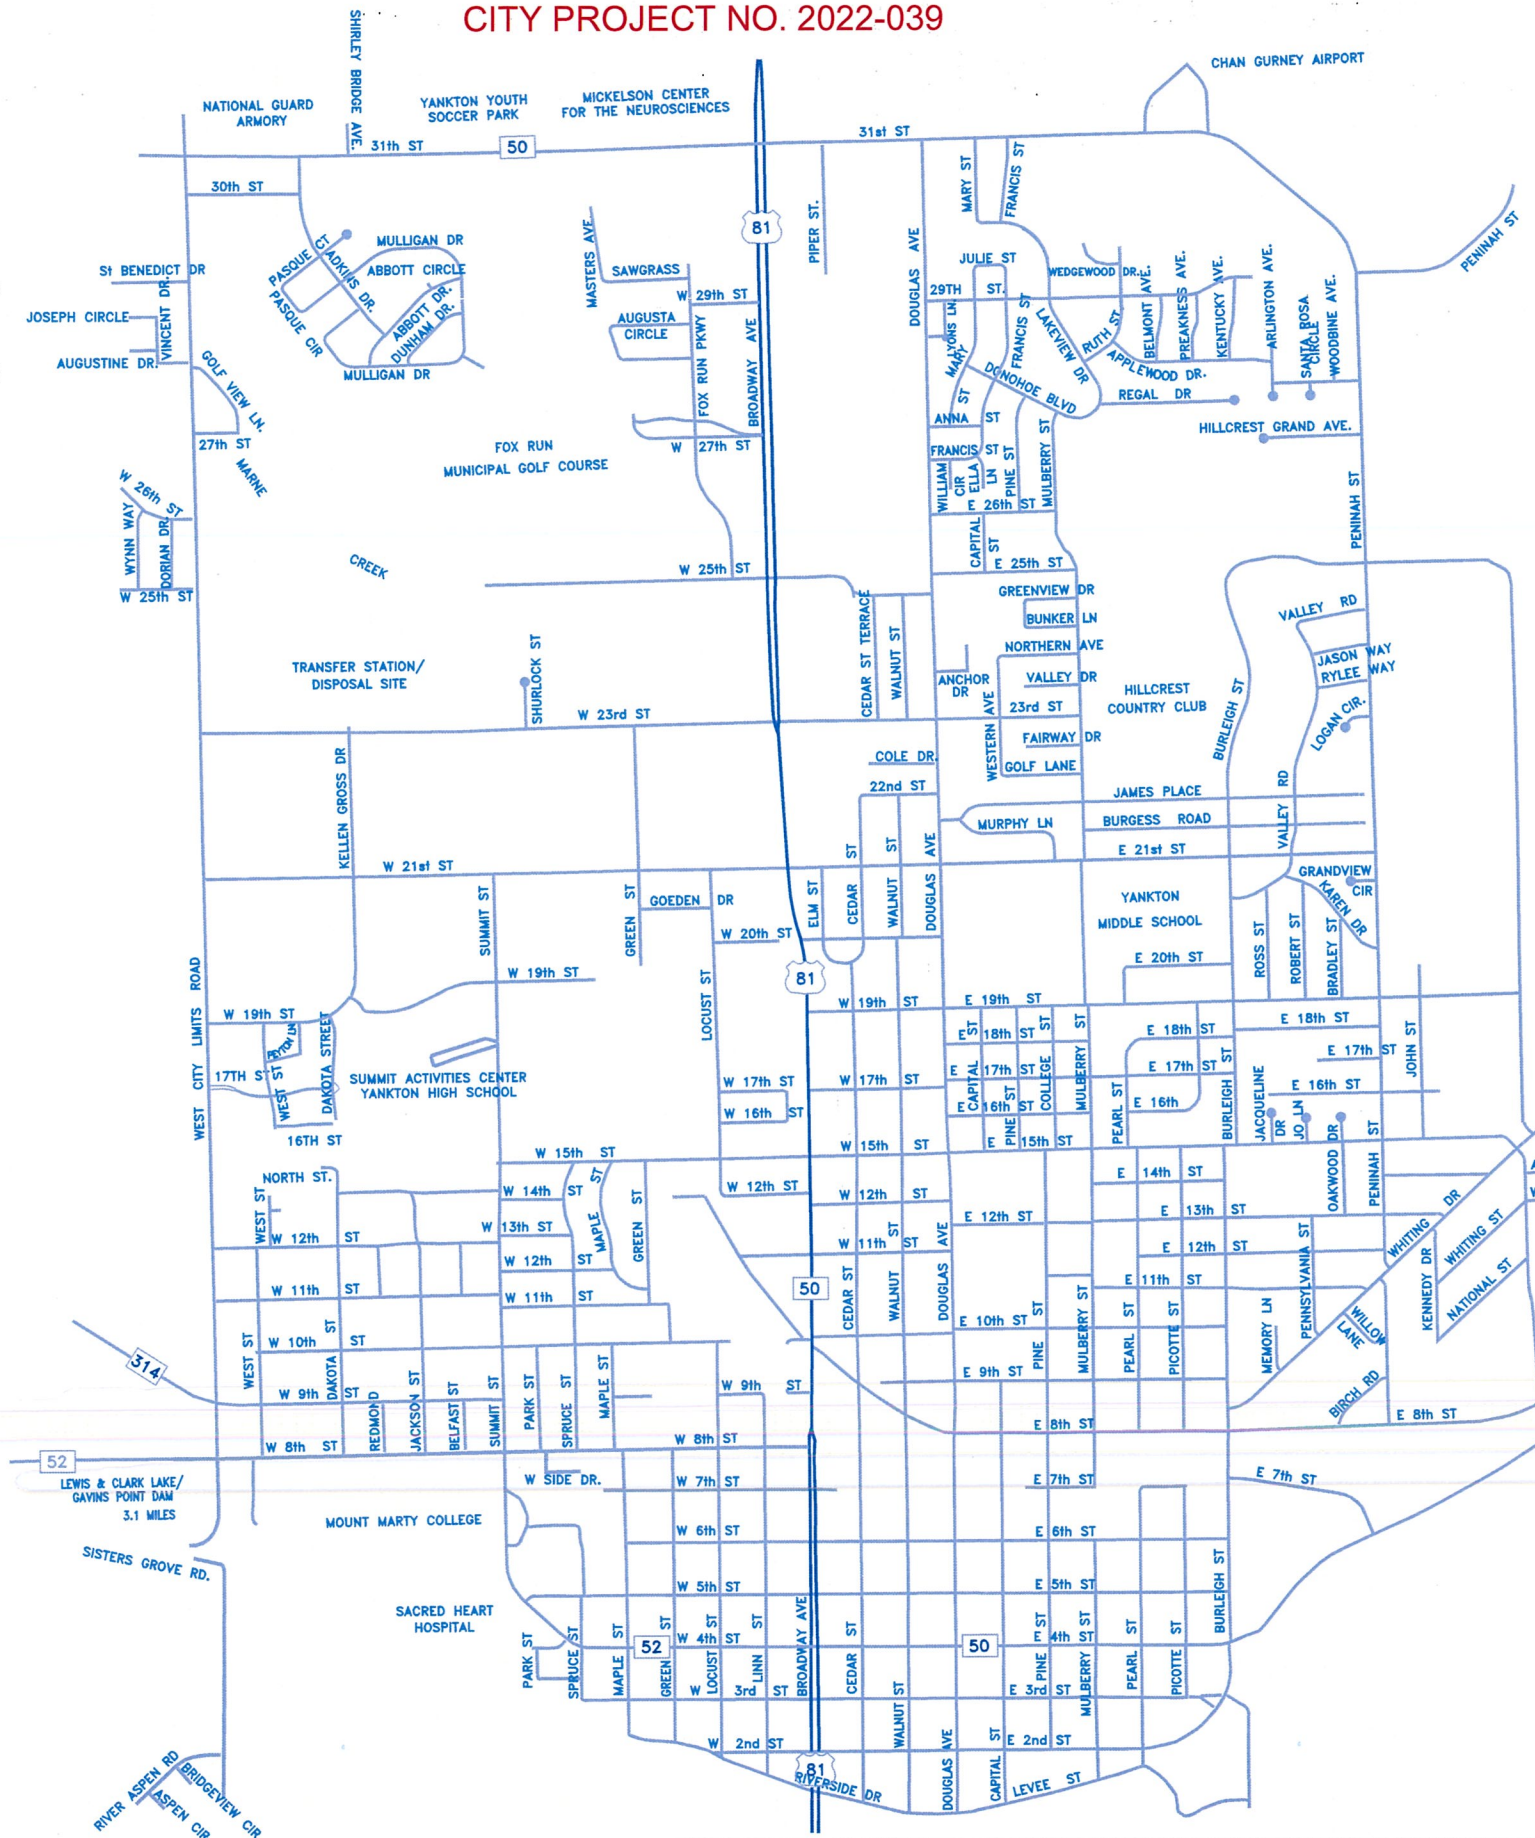 CITY PROJECT NO. 2022-039
SHIRLEY BRIDGE AVE.
CHAN GURNEY AIRPORT
NATIONAL GUARD
ARMORY
YANKTON YOUTH
SOCCER PARK
MICKELSON CENTER
FOR THE NEUROSCIENCES
31th ST
50
31st ST
30th ST
MARY ST
FRANCIS ST
PIPER ST.
81
MASTERS AVE.
DOUGLAS AVE
PENINAH ST
MULLIGAN DR
PASQUE CT
ADKINS DR.
ABBOTT CIRCLE
St BENEDICT DR
SAWGRASS
JULIE ST
WEDGEWOOD DR.
BELMONT AVE.
PREAKNESS AVE.
KENTUCKY AVE.
ARLINGTON AVE.
SANTA ROSA
CIRCLE
WOODBINE AVE.
W 29th ST
29TH ST.
JOSEPH CIRCLE
VINCENT DR.
PASQUE CIR
ABBOTT DR.
DUNHAM DR.
AUGUSTA
CIRCLE
FOX RUN PKWY
BROADWAY AVE
LYONS LN.
MARY ST
FRANCIS ST
LAKEVIEW DR
RUTH ST.
AUGUSTINE DR.
GOLF VIEW LN.
MULLIGAN DR
DONOHOE BLVD
APPLEWOOD DR.
REGAL DR
ANNA ST
HILLCREST GRAND AVE.
27th ST
MARNE
FOX RUN
MUNICIPAL GOLF COURSE
W 27th ST
FRANCIS ST
WILLIAM
CIR
ELLA
LN
PINE ST
MULBERRY ST
W 26th ST
E 26th ST
WYNN WAY
DORIAN DR.
CREEK
CAPITAL
ST
PENINAH ST
W 25th ST
W 25th ST
E 25th ST
GREENVIEW DR
BUNKER LN
CEDAR ST TERRACE
WALNUT ST
VALLEY RD
NORTHERN AVE
JASON WAY
RYLEE WAY
TRANSFER STATION/
DISPOSAL SITE
SHURLOCK ST
ANCHOR
DR
VALLEY DR
HILLCREST
COUNTRY CLUB
BURLEIGH ST
LOGAN CIR.
W 23rd ST
23rd ST
WESTERN AVE
FAIRWAY DR
COLE DR.
GOLF LANE
KELLEN GROSS DR
22nd ST
JAMES PLACE
VALLEY RD
MURPHY LN
BURGESS ROAD
W 21st ST
E 21st ST
SUMMIT ST
GREEN ST
GOEDEN DR
ELM ST
CEDAR ST
WALNUT ST
DOUGLAS AVE
YANKTON
MIDDLE SCHOOL
GRANDVIEW
CIR
KAREN DR
W 20th ST
E 20th ST
ROSS ST
ROBERT ST
BRADLEY ST
WEST CITY LIMITS ROAD
W 19th ST
LOCUST ST
81
W 19th ST
E 19th ST
W 19th ST
PEYTON LN
DAKOTA STREET
E 18th ST
E 18th ST
E 18th ST
JOHN ST
17TH ST
WEST ST
SUMMIT ACTIVITIES CENTER
YANKTON HIGH SCHOOL
W 17th ST
W 17th ST
E 17th ST
E 17th ST
E 17th ST
CAPITAL ST
PINE ST
COLLEGE ST
MULBERRY ST
PEARL ST
BURLEIGH ST
JACQUELINE
DR
JO LN
E 16th ST
W 16th ST
E 16th ST
E 16th
16TH ST
W 15th ST
W 15th ST
E 15th ST
OAKWOOD DR
PENINAH ST
NORTH ST.
W 14th ST
E 14th ST
W 12th ST
W 12th ST
WEST ST
MAPLE ST
GREEN ST
W 13th ST
E 12th ST
E 13th ST
WHITING DR
WHITING ST
W 12th ST
W 12th ST
W 11th ST
E 12th ST
WALNUT ST
DOUGLAS AVE
PENNSYLVANIA ST
KENNEDY DR
NATIONAL ST
W 11th ST
W 11th ST
50
CEDAR ST
E 11th ST
W 10th ST
E 10th ST
PINE ST
MULBERRY ST
PEARL ST
PICOTTE ST
MEMORY LN
WILLOW
LANE
314
WEST ST
DAKOTA ST
W 9th ST
REDMOND
JACKSON ST
BELFAST ST
SUMMIT ST
PARK ST
SPRUCE ST
MAPLE ST
W 9th ST
E 9th ST
BIRCH RD
E 8th ST
E 8th ST
W 8th ST
W 8th ST
52
LEWIS & CLARK LAKE/
GAVINS POINT DAM
3.1 MILES
W SIDE DR.
W 7th ST
E 7th ST
E 7th ST
MOUNT MARTY COLLEGE
W 6th ST
E 6th ST
SISTERS GROVE RD.
W 5th ST
E 5th ST
BURLEIGH ST
SACRED HEART
HOSPITAL
52
W 4th ST
50
E 4th ST
PARK ST
SPRUCE ST
MAPLE ST
GREEN ST
LOCUST ST
LINN ST
BROADWAY AVE
CEDAR ST
PINE ST
MULBERRY ST
PEARL ST
PICOTTE ST
W 3rd ST
E 3rd ST
WALNUT ST
W 2nd ST
E 2nd ST
81
RIVERSIDE DR
DOUGLAS AVE
CAPITAL ST
LEVEE ST
RIVER ASPEN RD
BRIDGEVIEW CIR
ASPEN CIR